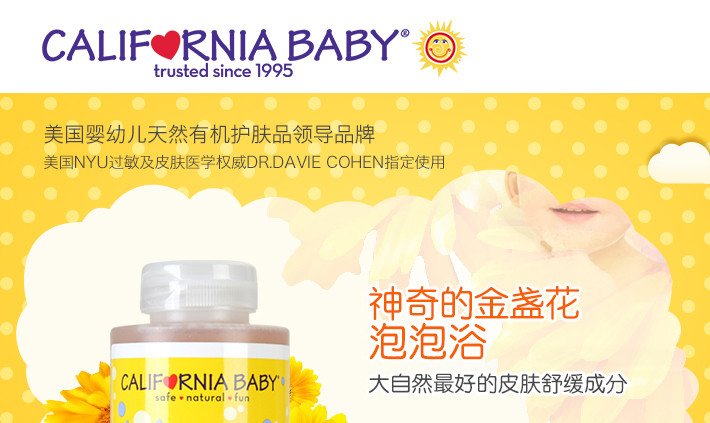 CALIFORNIA BABY®
trusted since 1995
美国婴幼儿天然有机护肤品领导品牌
美国NYU过敏及皮肤医学权威DR.DAVIE COHEN指定使用
神奇的金盏花
泡泡浴
大自然最好的皮肤舒缓成分
CALIFORNIA BABY®
safe • natural • fun